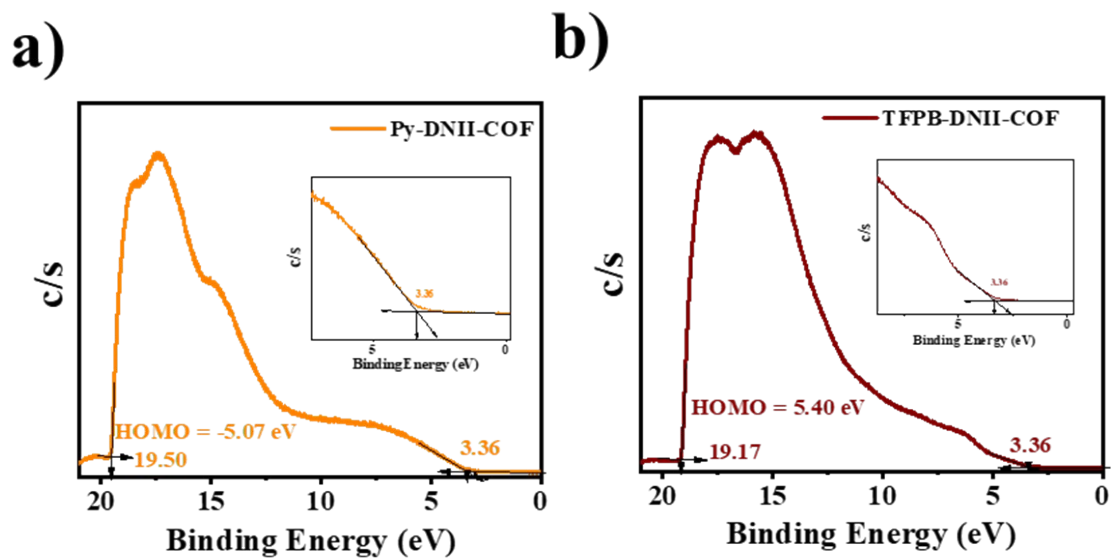 a)
Py-DNII-COF
c/s
c/s
3.36
5
0
Binding Energy (eV)
HOMO = -5.07 eV
19.50
3.36
20
15
10
5
0
Binding Energy (eV)
b)
TFPB-DNII-COF
c/s
c/s
3.36
5
0
Binding Energy (eV)
HOMO = 5.40 eV
19.17
3.36
20
15
10
5
0
Binding Energy (eV)